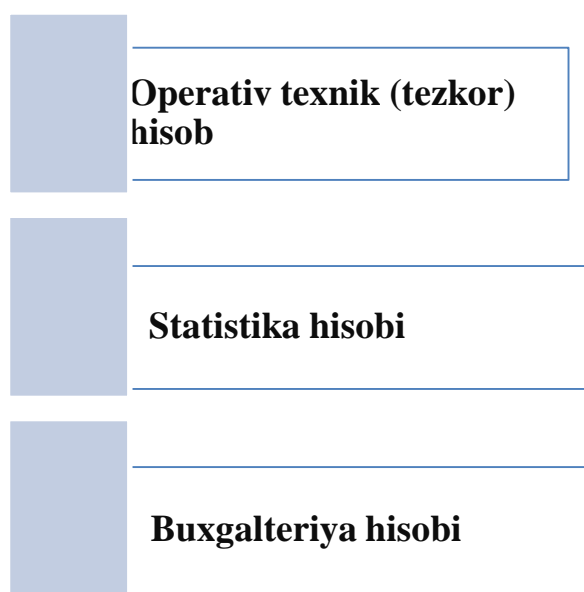 Operativ texnik (tezkor)
hisob
Statistika hisobi
Buxgalteriya hisobi